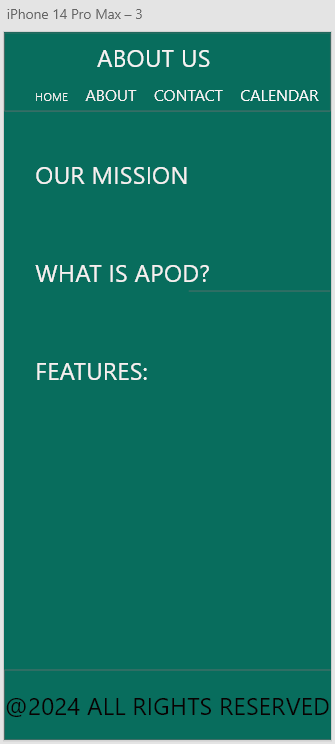 iPhone 14 Pro Max – 3
ABOUT US
HOME ABOUT CONTACT CALENDAR
OUR MISSION
WHAT IS APOD?
FEATURES:
@2024 ALL RIGHTS RESERVED